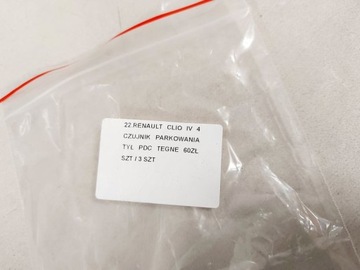 22 RENAULT CLIO IV 4
CZUJNIK PARKOWANIA
TYŁ PDC TEGNE 60ZŁ
SZT / 3 SZT